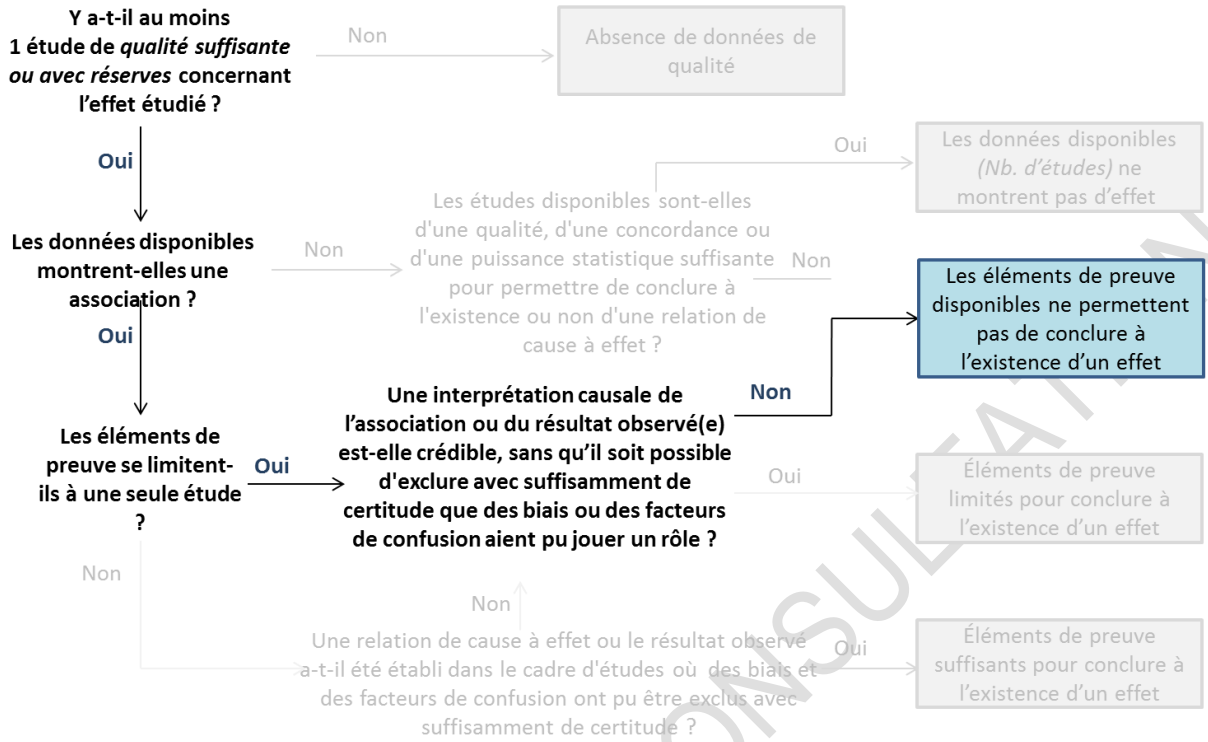 Y a-t-il au moins
1 étude de qualité suffisante
ou avec réserves concernant
l'effet étudié ?
Non
Absence de données de
qualité
Oui
Oui
Les données disponibles
(Nb. d'études) ne
montrent pas d'effet
Les études disponibles sont-elles
d'une qualité, d'une concordance ou
d'une puissance statistique suffisante
pour permettre de conclure à
l'existence ou non d'une relation de
cause à effet ?
Les données disponibles
montrent-elles une
association ?
Non
Non
Les éléments de preuve
disponibles ne permettent
pas de conclure à
l'existence d'un effet
Oui
Une interprétation causale de
l'association ou du résultat observé(e)
est-elle crédible, sans qu'il soit possible
d'exclure avec suffisamment de
certitude que des biais ou des facteurs
de confusion aient pu jouer un rôle ?
Non
Les éléments de
preuve se limitent-
ils à une seule étude
?
Oui
Oui
Éléments de preuve
limités pour conclure à
l'existence d'un effet
Non
Non
Une relation de cause à effet ou le résultat observé
a-t-il été établi dans le cadre d'études où des biais et
des facteurs de confusion ont pu être exclus avec
suffisamment de certitude ?
Oui
Éléments de preuve
suffisants pour conclure à
l'existence d'un effet